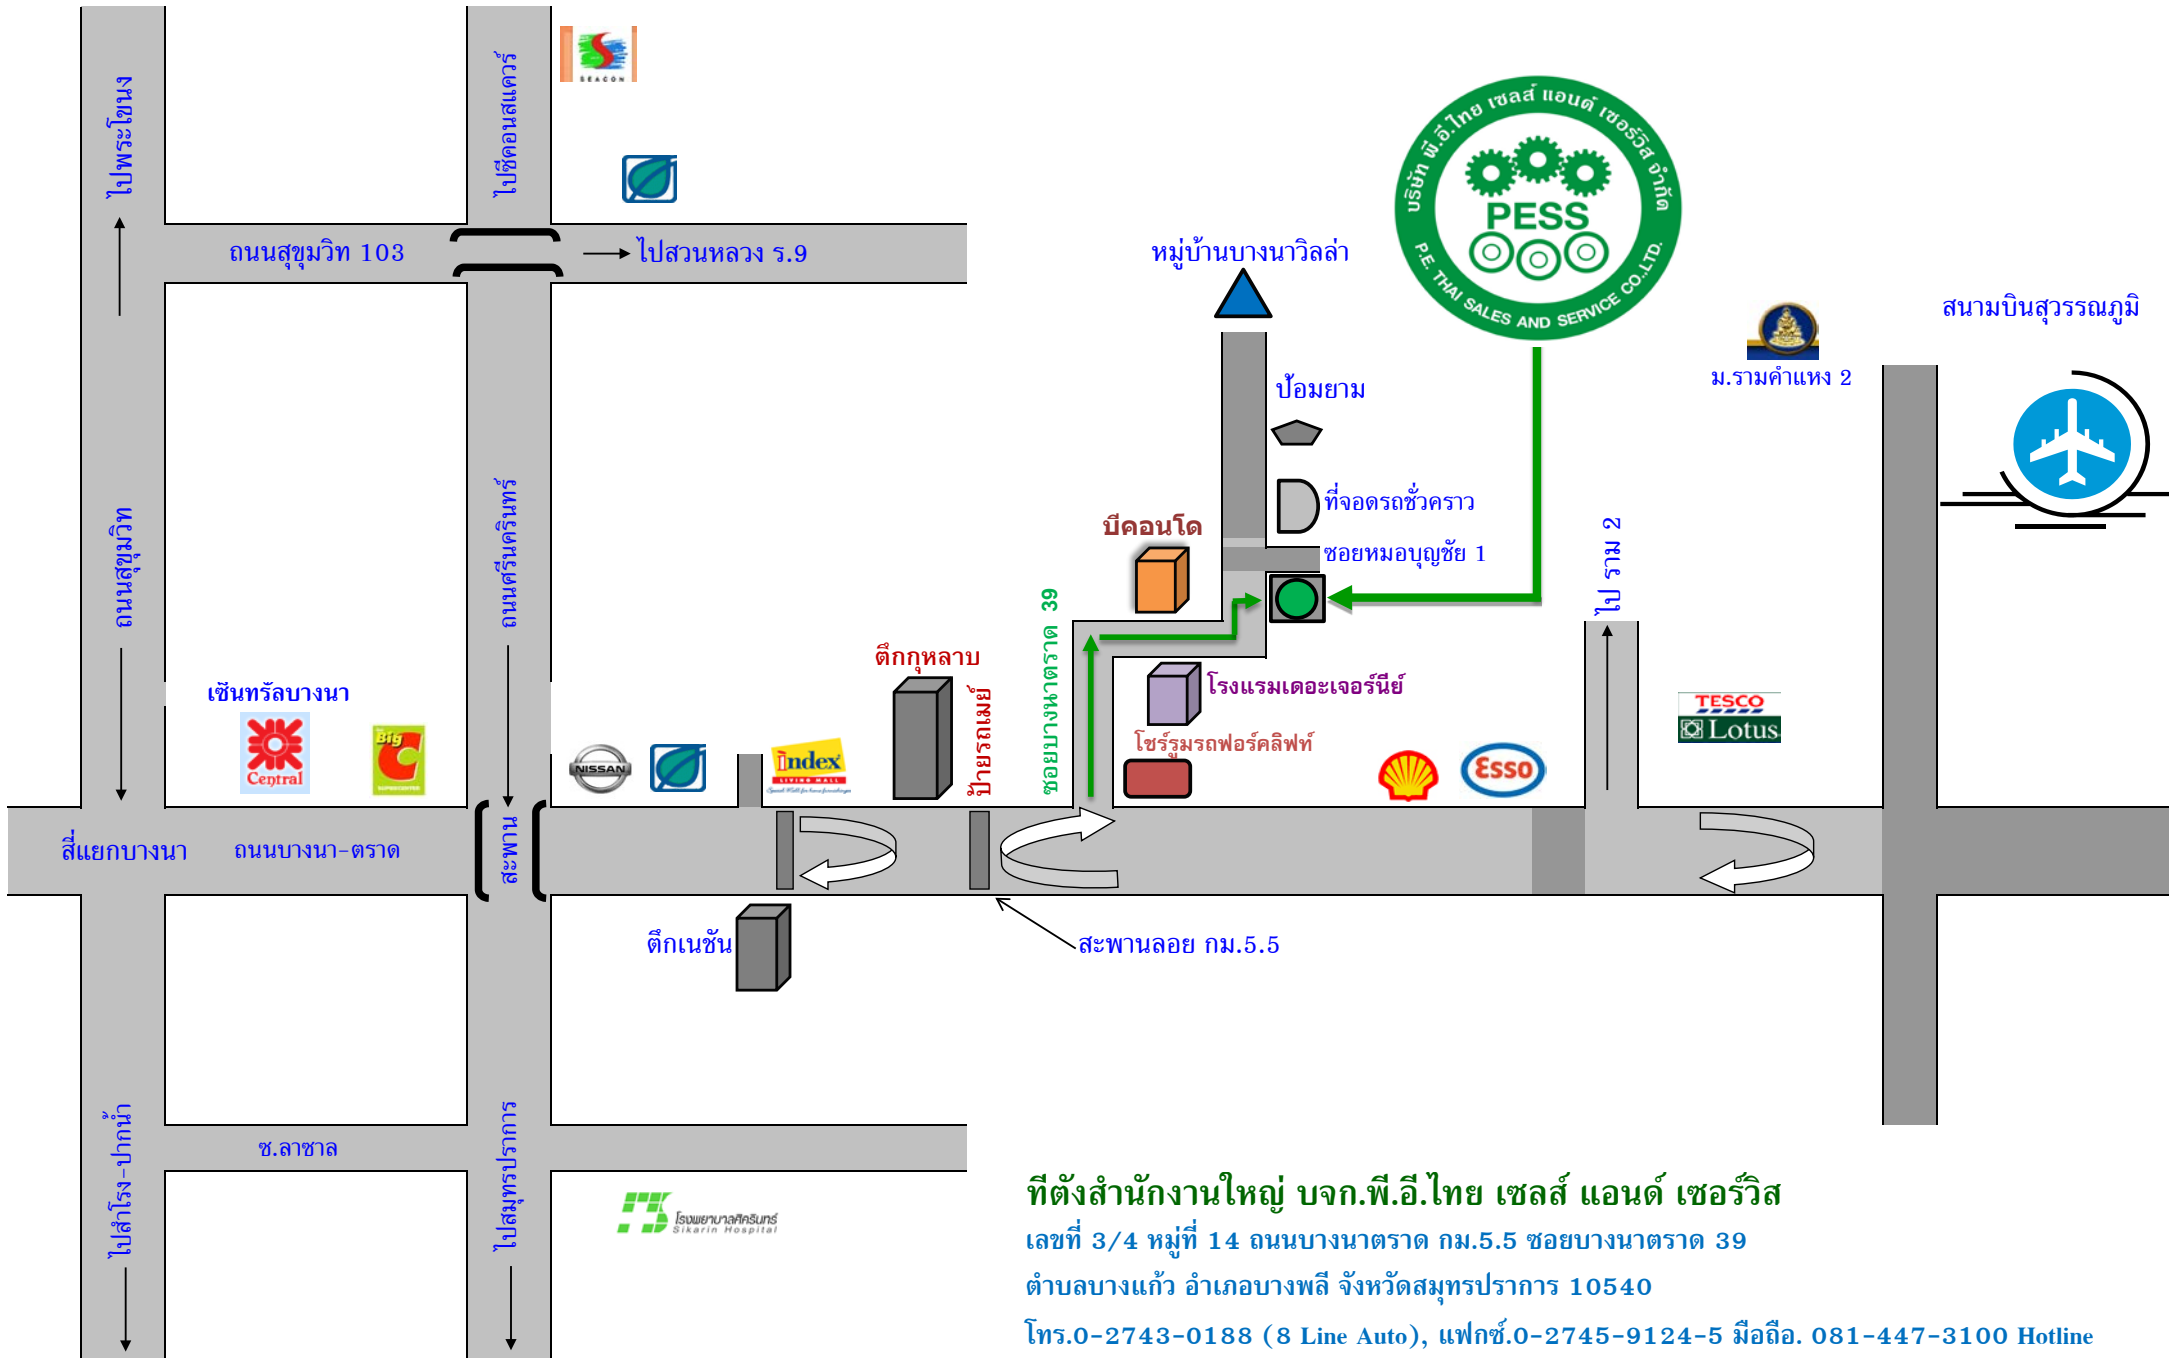 SEACON
ไปพระโขนง
ไปซีคอนสแควร์
บริษัท พี.อี.ไทย เซลส์ แอนด์ เซอร์วิส จำกัด
PESS
P.E. THAI SALES AND SERVICE CO.,LTD.
ถนนสุขุมวิท 103
ไปสวนหลวง ร.9
หมู่บ้านบางนาวิลล่า
สนามบินสุวรรณภูมิ
ม.รามคำแหง 2
ป้อมยาม
ที่จอดรถชั่วคราว
บีคอนโด
ซอยหมอบุญชัย 1
ถนนสุขุมวิท
ถนนศรีนครินทร์
ไป ราม 2
ซอยบางนาตราด 39
ตึกกุหลาบ
ป้ายรถเมย์
โรงแรมเดอะเจอร์นีย์
เซ็นทรัลบางนา
Central
Big C
SUPERCENTER
NISSAN
index
LIVING MALL
โชร์รูมรถฟอร์คลิฟท์
Esso
TESCO
Lotus
สี่แยกบางนา
ถนนบางนา-ตราด
สะพาน
ตึกเนชัน
สะพานลอย กม.5.5
ไปสำโรง-ปากน้ำ
ซ.ลาซาล
ไปสมุทรปราการ
โรงพยาบาลศิครินทร์
Sikarin Hospital
ทีตังสำนักงานใหญ่ บจก.พี.อี.ไทย เซลส์ แอนด์ เซอร์วิส
เลขที่ 3/4 หมู่ที่ 14 ถนนบางนาตราด กม.5.5 ซอยบางนาตราด 39
ตำบลบางแก้ว อำเภอบางพลี จังหวัดสมุทรปราการ 10540
โทร.0-2743-0188 (8 Line Auto), แฟกซ์.0-2745-9124-5 มือถือ. 081-447-3100 Hotline